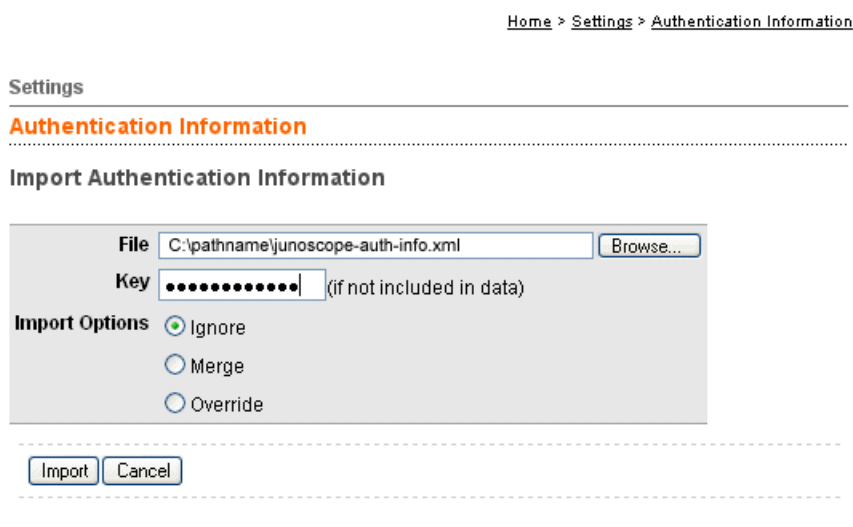 Home > Settings > Authentication Information
Settings
Authentication Information
Import Authentication Information
File C:\pathname\junoscope-auth-info.xml Browse...
Key ●●●●●●●●●●●● (if not included in data)
Import Options Ignore
Merge
Override
Import Cancel